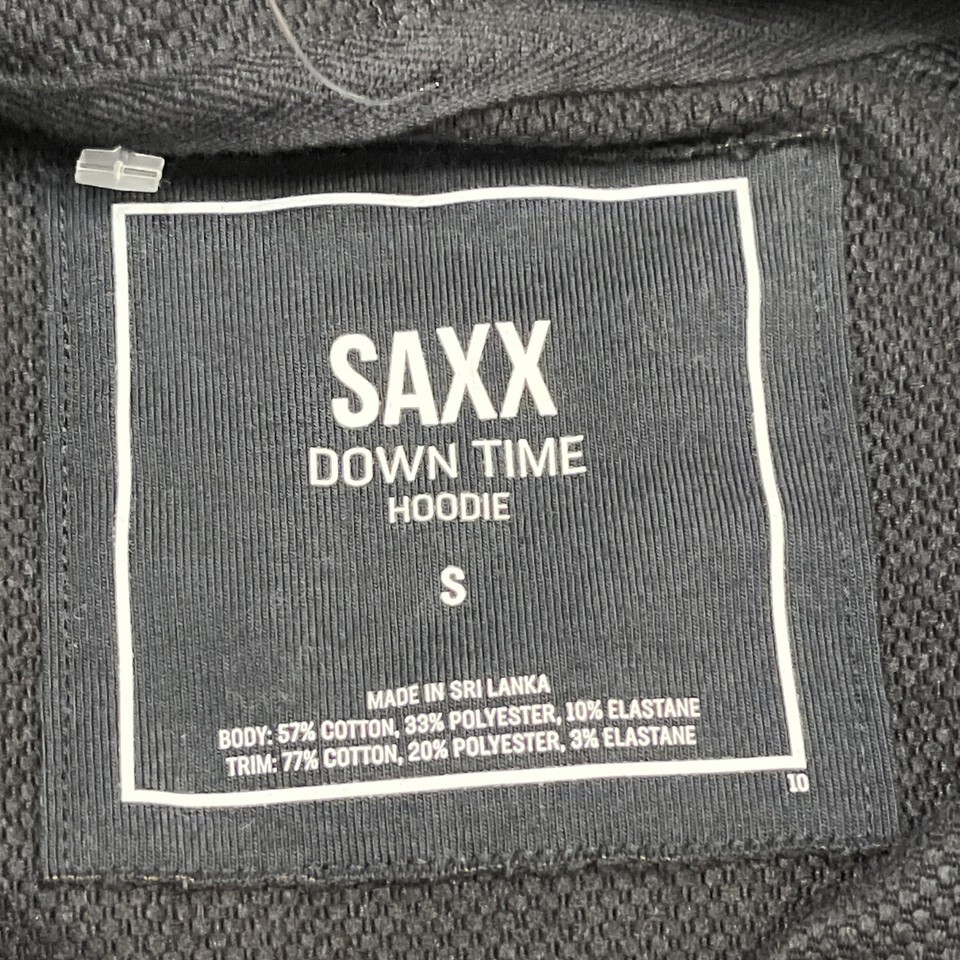 SAXX
DOWN TIME
HOODIE
S
MADE IN SRI LANKA
BODY: 57% COTTON, 33% POLYESTER, 10% ELASTANE
TRIM: 77% COTTON, 20% POLYESTER, 3% ELASTANE
10